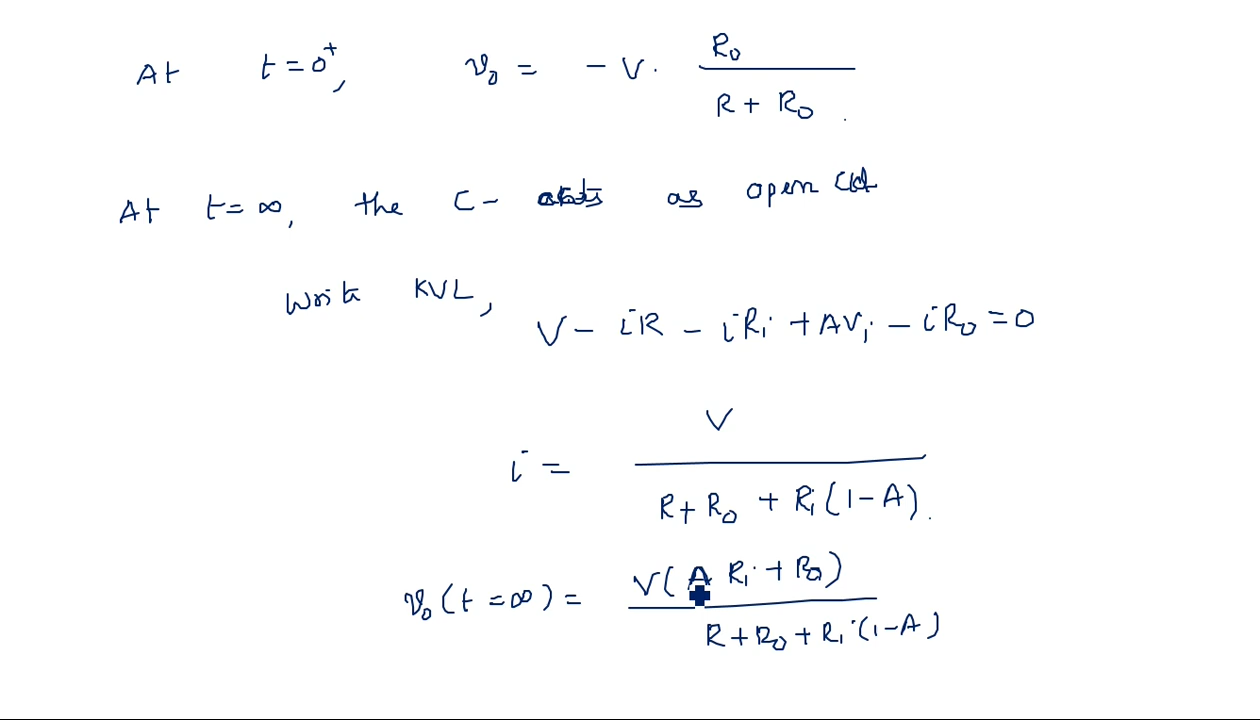 At t = 0⁺, v₀ = - V. R₀ / R + R₀
At t = ∞, the C - acts as open ckt
Write KVL,
V - iR - iRᵢ + AVᵢ - iR₀ = 0
i = V / R + R₀ + Rᵢ(1 - A).
v₀(t = ∞) = V(A Rᵢ + R₀) / R + R₀ + Rᵢ(1 - A)